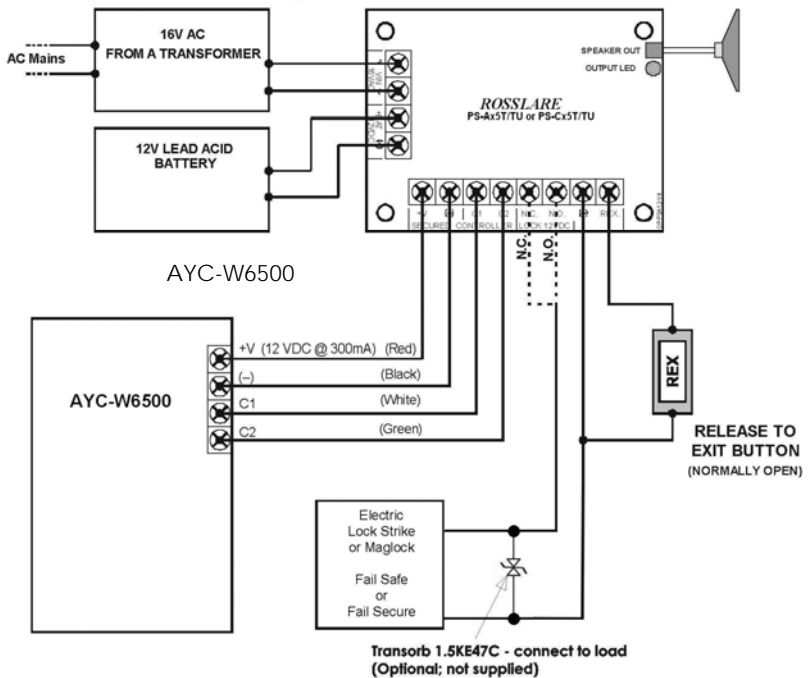 16V AC
FROM A TRANSFORMER
AC Mains
12V LEAD ACID
BATTERY
SPEAKER OUT
OUTPUT LED
ROSSLARE
PS-Ax5T/TU or PS-Cx5T/TU
+V (-) C1 C2 N.C. N.O. (-) REX.
SECURED CONTROLLER LOCK 12VDC
N.C.
N.O.
AYC-W6500
+V (12 VDC @ 300mA) (Red)
(–) (Black)
C1 (White)
C2 (Green)
AYC-W6500
REX
RELEASE TO
EXIT BUTTON
(NORMALLY OPEN)
Electric
Lock Strike
or Maglock
Fail Safe
or
Fail Secure
Transorb 1.5KE47C - connect to load
(Optional; not supplied)